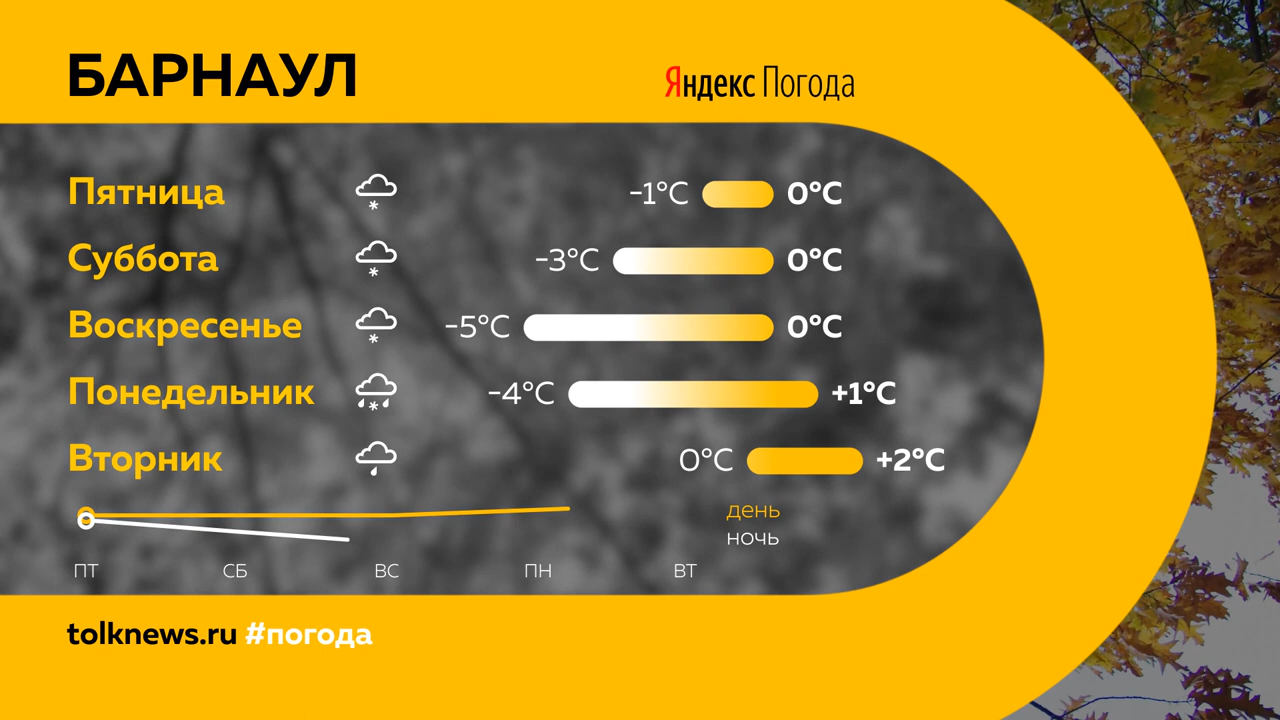 БАРНАУЛ
Яндекс Погода
Пятница -1°C 0°C
Суббота -3°C 0°C
Воскресенье -5°C 0°C
Понедельник -4°C +1°C
Вторник 0°C +2°C
день
ночь
ПТ СБ ВС ПН ВТ
tolknews.ru #погода